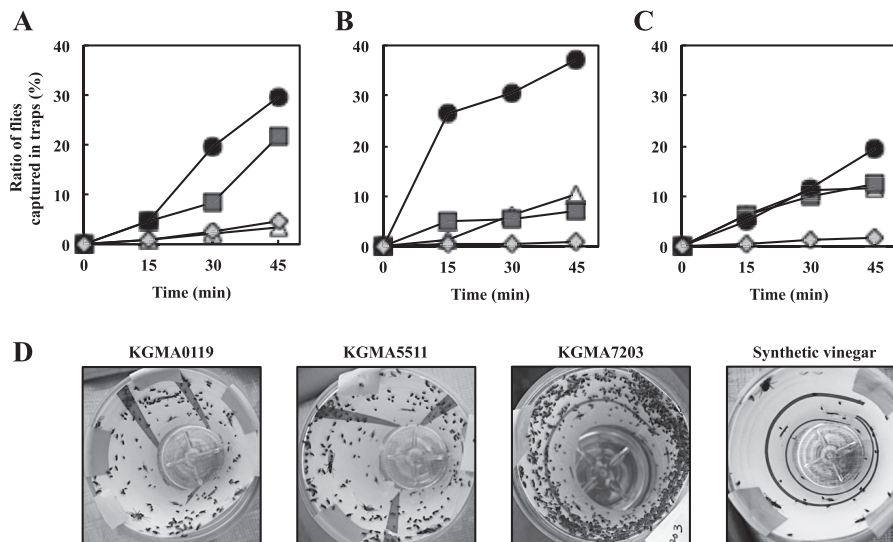 A
B
C
Ratio of flies
captured in traps (%)
40
30
20
10
0
0 15 30 45
Time (min)
40
30
20
10
0
0 15 30 45
Time (min)
40
30
20
10
0
0 15 30 45
Time (min)
D
KGMA0119
KGMA5511
KGMA7203
Synthetic vinegar